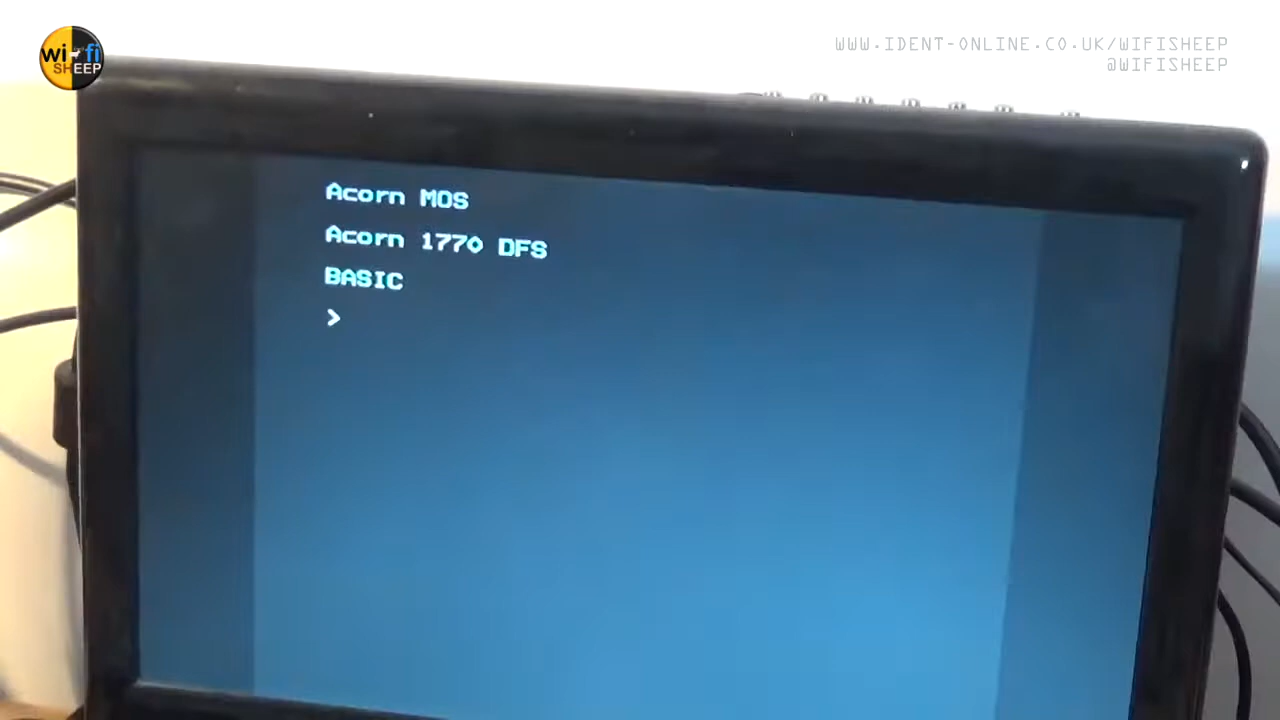 wi-fi
SHEEP
WWW.IDENT-ONLINE.CO.UK/WIFISHEEP
@WIFISHEEP
Acorn MOS
Acorn 1770 DFS
BASIC
>